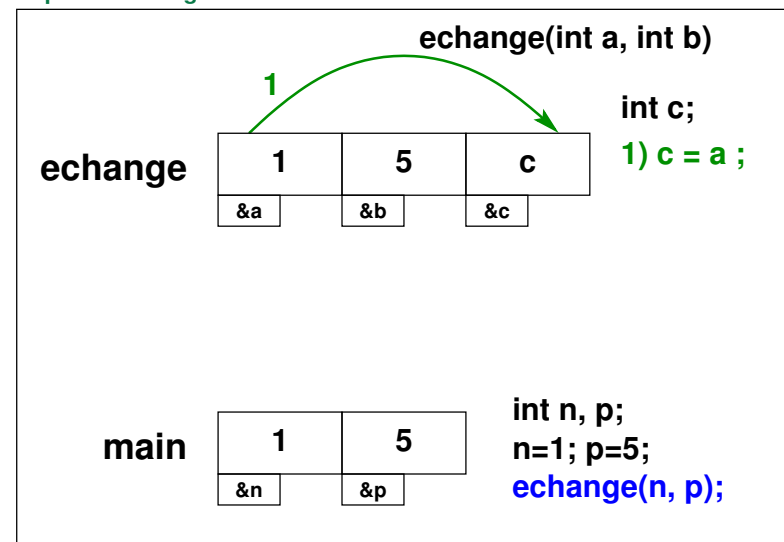 echange(int a, int b)
1
int c;
1) c = a ;
echange
1 5 c
&a &b &c
int n, p;
main
1 5
n=1; p=5;
&n &p
echange(n, p);